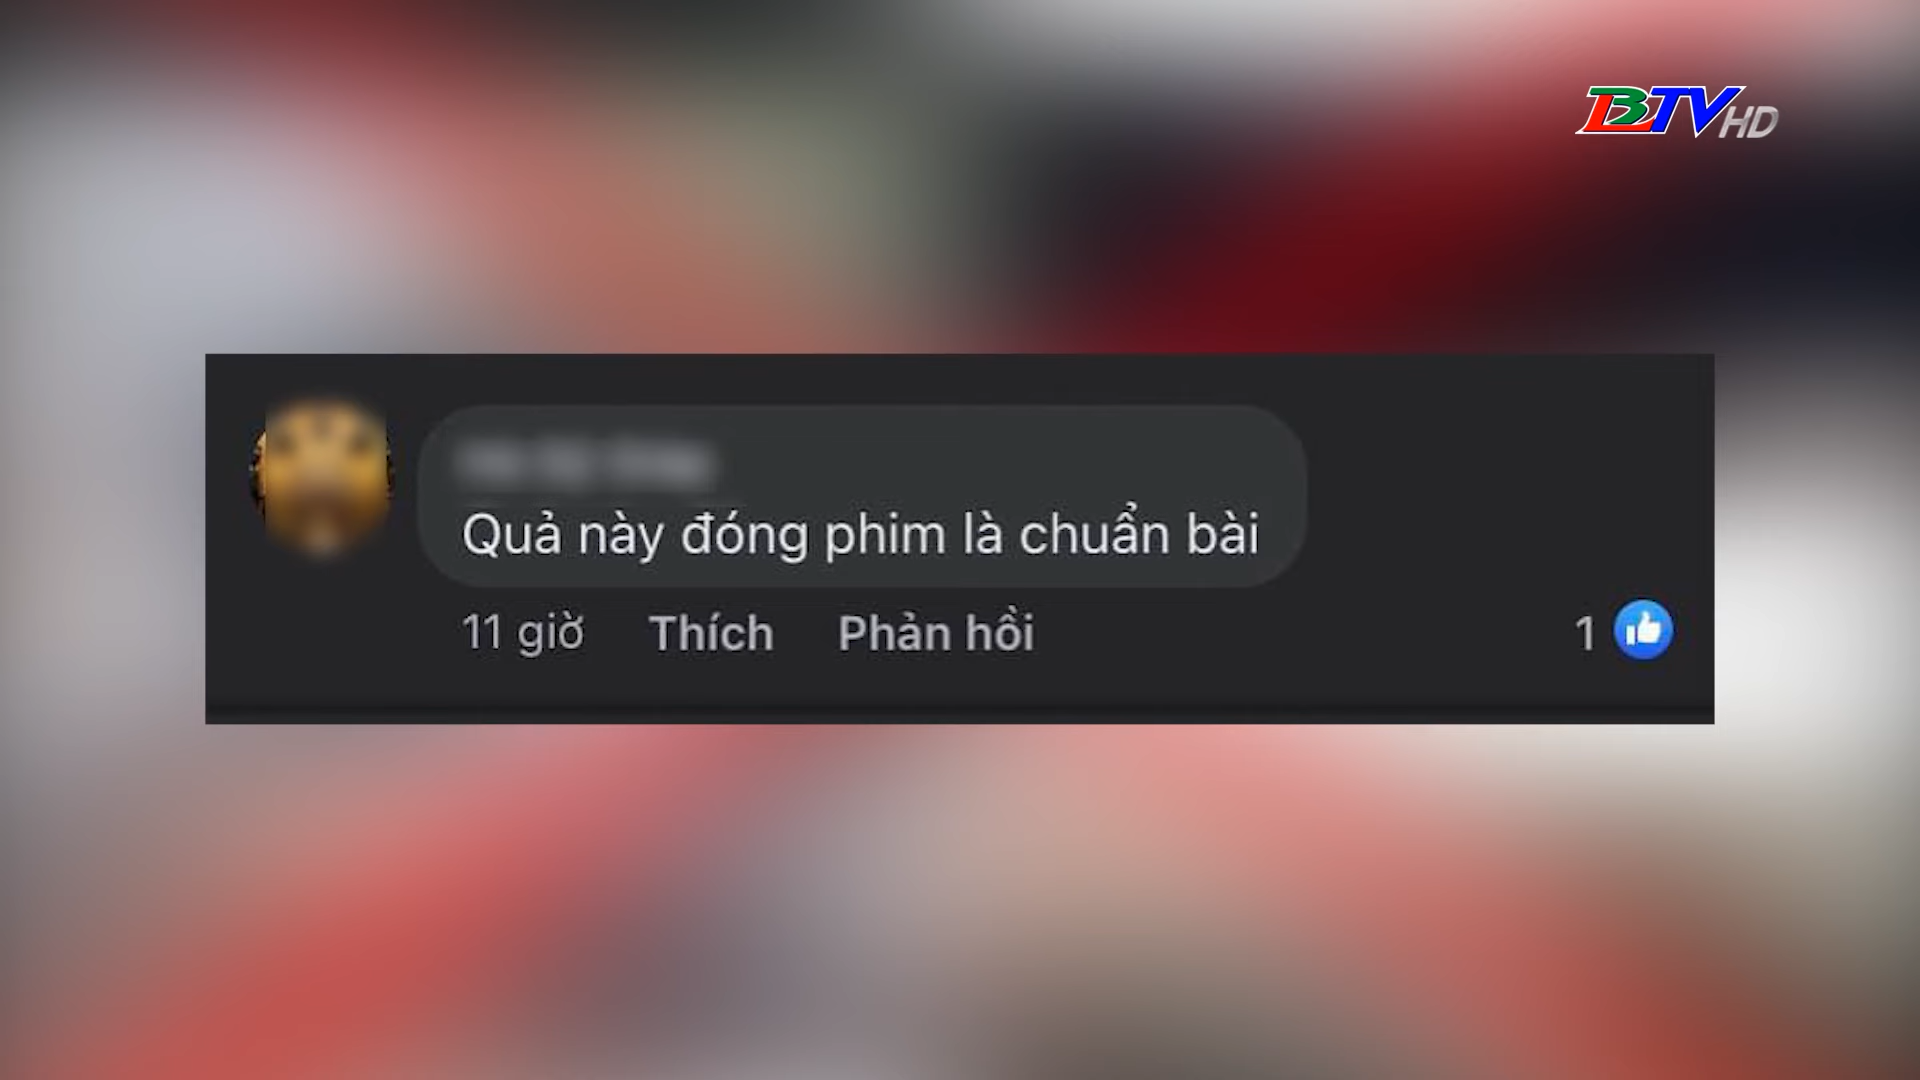 BTV HD
Quả này đóng phim là chuẩn bài
11 giờ Thích Phản hồi 1